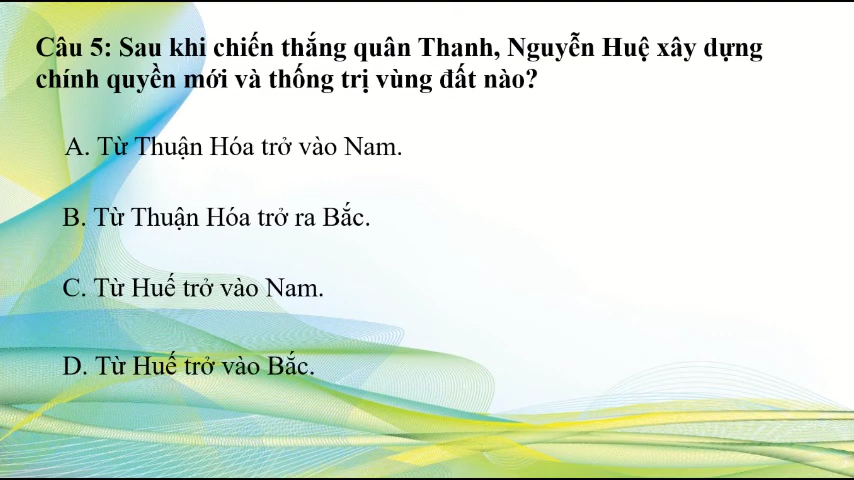 Câu 5: Sau khi chiến thắng quân Thanh, Nguyễn Huệ xây dựng
chính quyền mới và thống trị vùng đất nào?
A. Từ Thuận Hóa trở vào Nam.
B. Từ Thuận Hóa trở ra Bắc.
C. Từ Huế trở vào Nam.
D. Từ Huế trở vào Bắc.